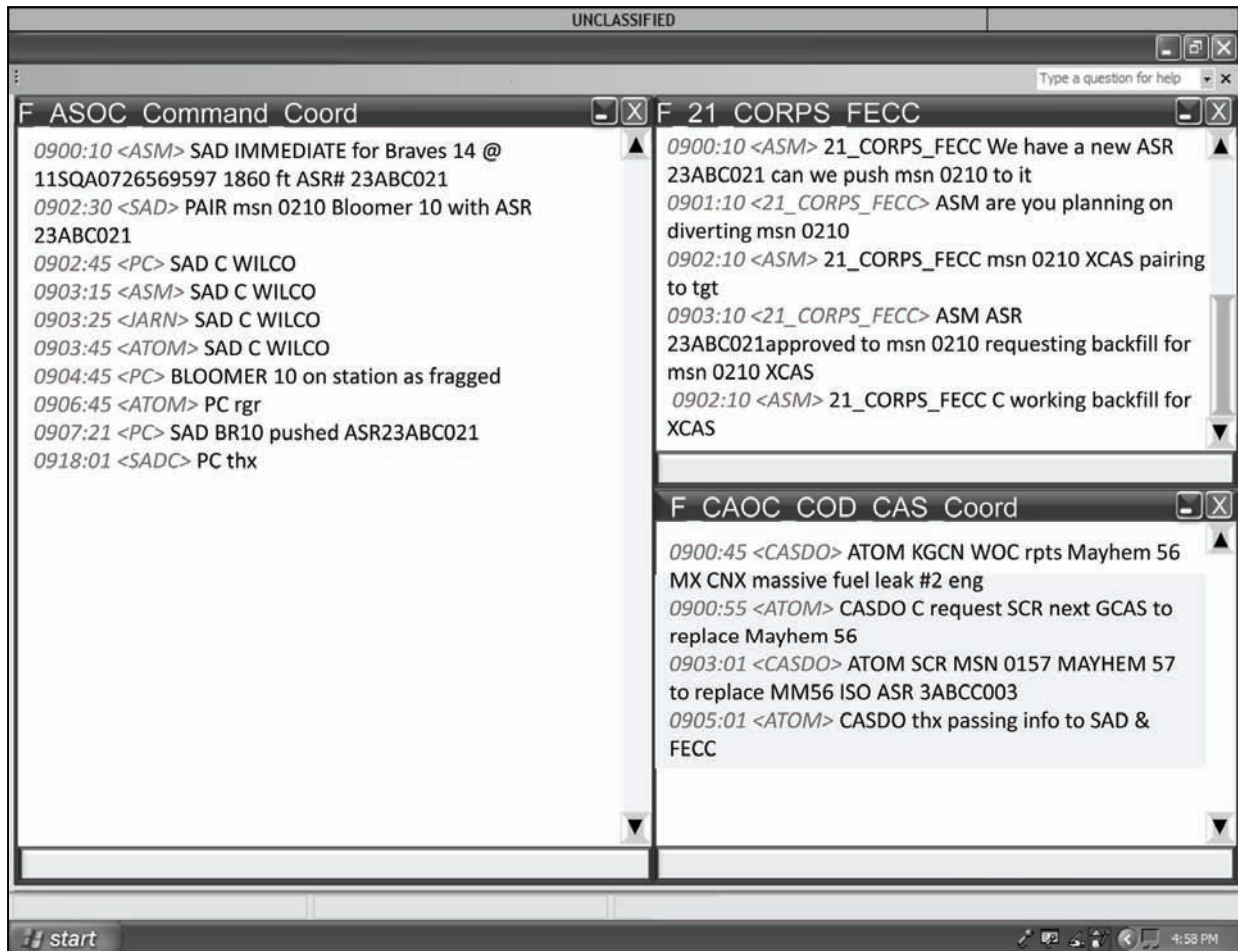 UNCLASSIFIED
Type a question for help
F_ASOC_Command_Coord
0900:10 <ASM> SAD IMMEDIATE for Braves 14 @
11SQA0726569597 1860 ft ASR# 23ABC021
0902:30 <SAD> PAIR msn 0210 Bloomer 10 with ASR
23ABC021
0902:45 <PC> SAD C WILCO
0903:15 <ASM> SAD C WILCO
0903:25 <JARN> SAD C WILCO
0903:45 <ATOM> SAD C WILCO
0904:45 <PC> BLOOMER 10 on station as fragged
0906:45 <ATOM> PC rgr
0907:21 <PC> SAD BR10 pushed ASR23ABC021
0918:01 <SADC> PC thx
F_21_CORPS_FECC
0900:10 <ASM> 21_CORPS_FECC We have a new ASR
23ABC021 can we push msn 0210 to it
0901:10 <21_CORPS_FECC> ASM are you planning on
diverting msn 0210
0902:10 <ASM> 21_CORPS_FECC msn 0210 XCAS pairing
to tgt
0903:10 <21_CORPS_FECC> ASM ASR
23ABC021approved to msn 0210 requesting backfill for
msn 0210 XCAS
0902:10 <ASM> 21_CORPS_FECC C working backfill for
XCAS
F_CAOC_COD_CAS_Coord
0900:45 <CASDO> ATOM KGCN WOC rpts Mayhem 56
MX CNX massive fuel leak #2 eng
0900:55 <ATOM> CASDO C request SCR next GCAS to
replace Mayhem 56
0903:01 <CASDO> ATOM SCR MSN 0157 MAYHEM 57
to replace MM56 ISO ASR 3ABCC003
0905:01 <ATOM> CASDO thx passing info to SAD &
FECC
start
4:58 PM